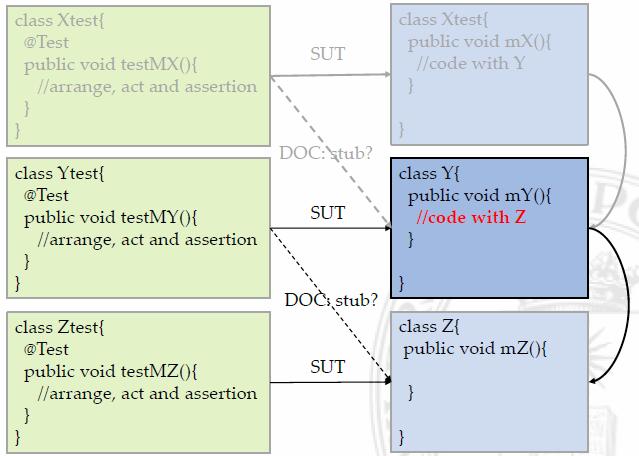 class Xtest{
@Test
public void testMX(){
//arrange, act and assertion
}
}
SUT
class Xtest{
public void mX(){
//code with Y
}
}
DOC: stub?
class Ytest{
@Test
public void testMY(){
//arrange, act and assertion
}
}
SUT
class Y{
public void mY(){
//code with Z
}
}
DOC: stub?
class Ztest{
@Test
public void testMZ(){
//arrange, act and assertion
}
}
SUT
class Z{
public void mZ(){
}
}